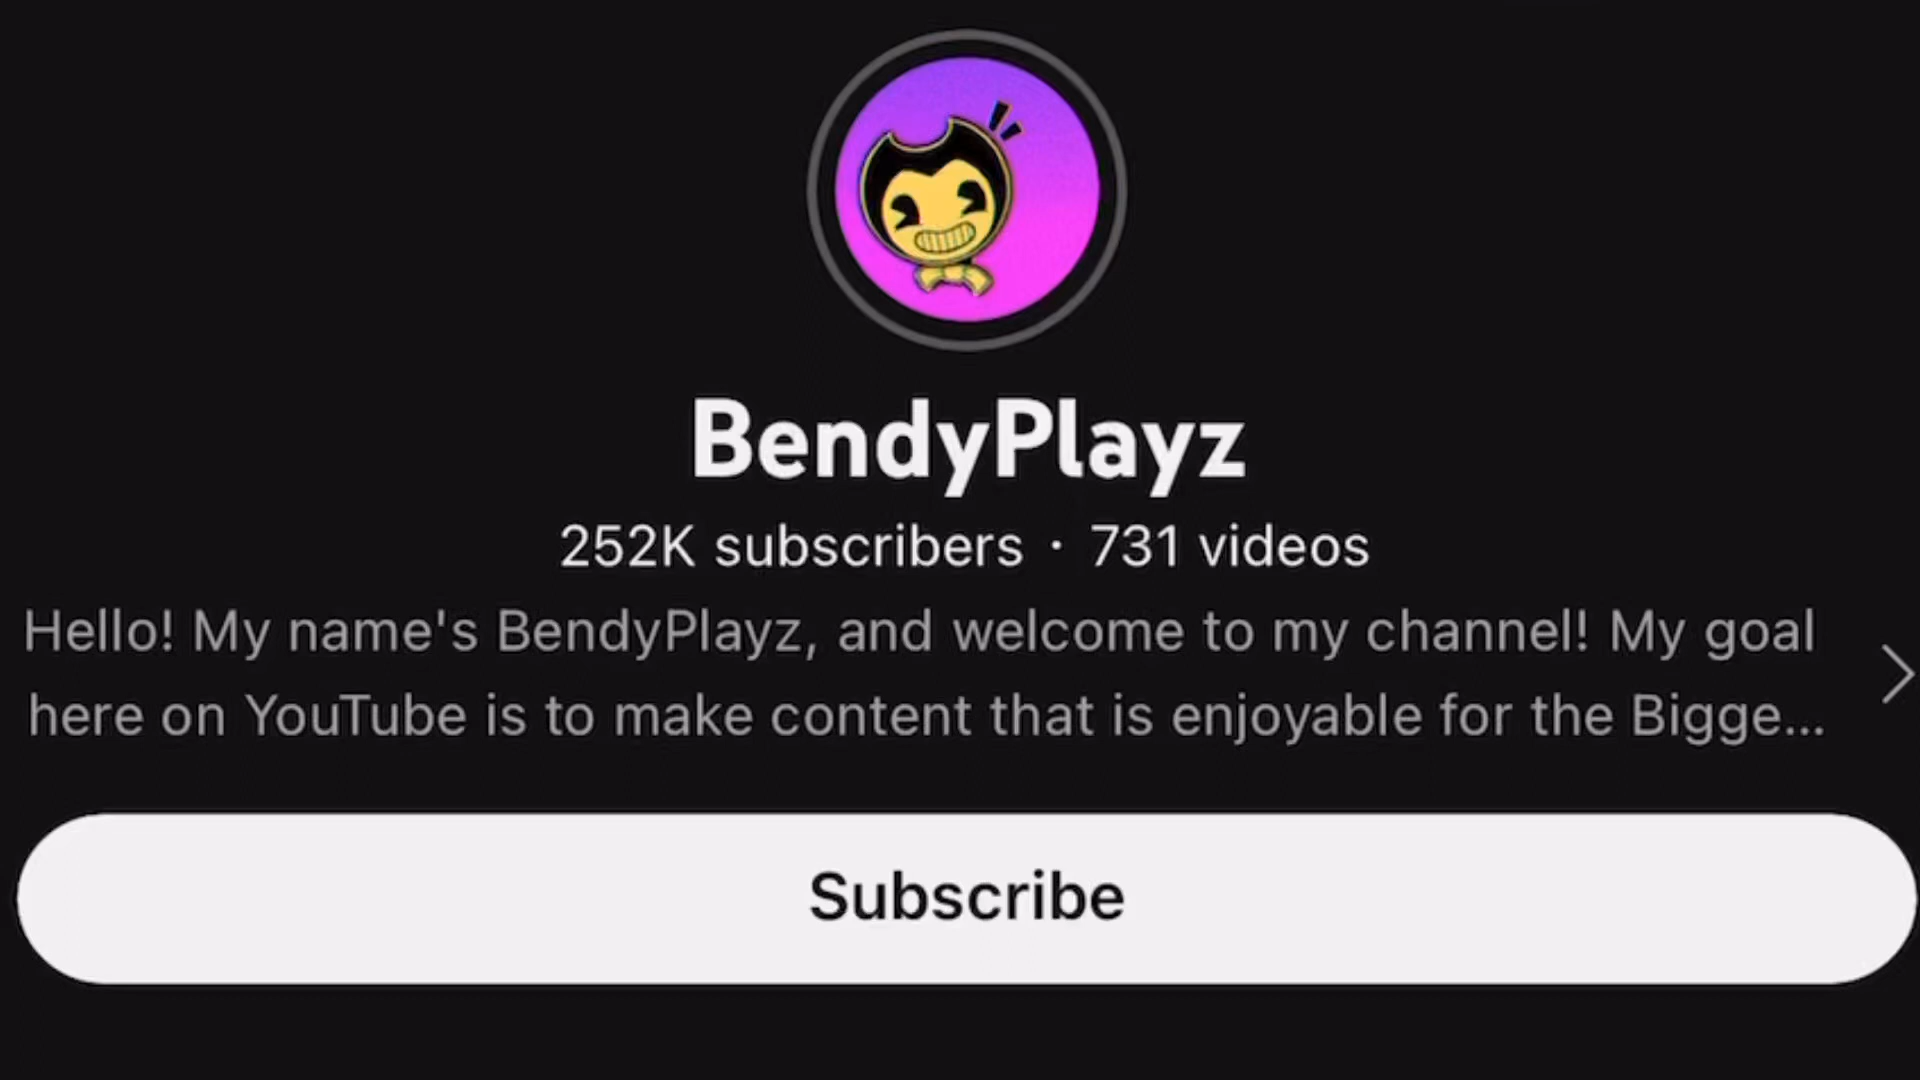 BendyPlayz
252K subscribers · 731 videos
Hello! My name's BendyPlayz, and welcome to my channel! My goal
here on YouTube is to make content that is enjoyable for the Bigge...
Subscribe